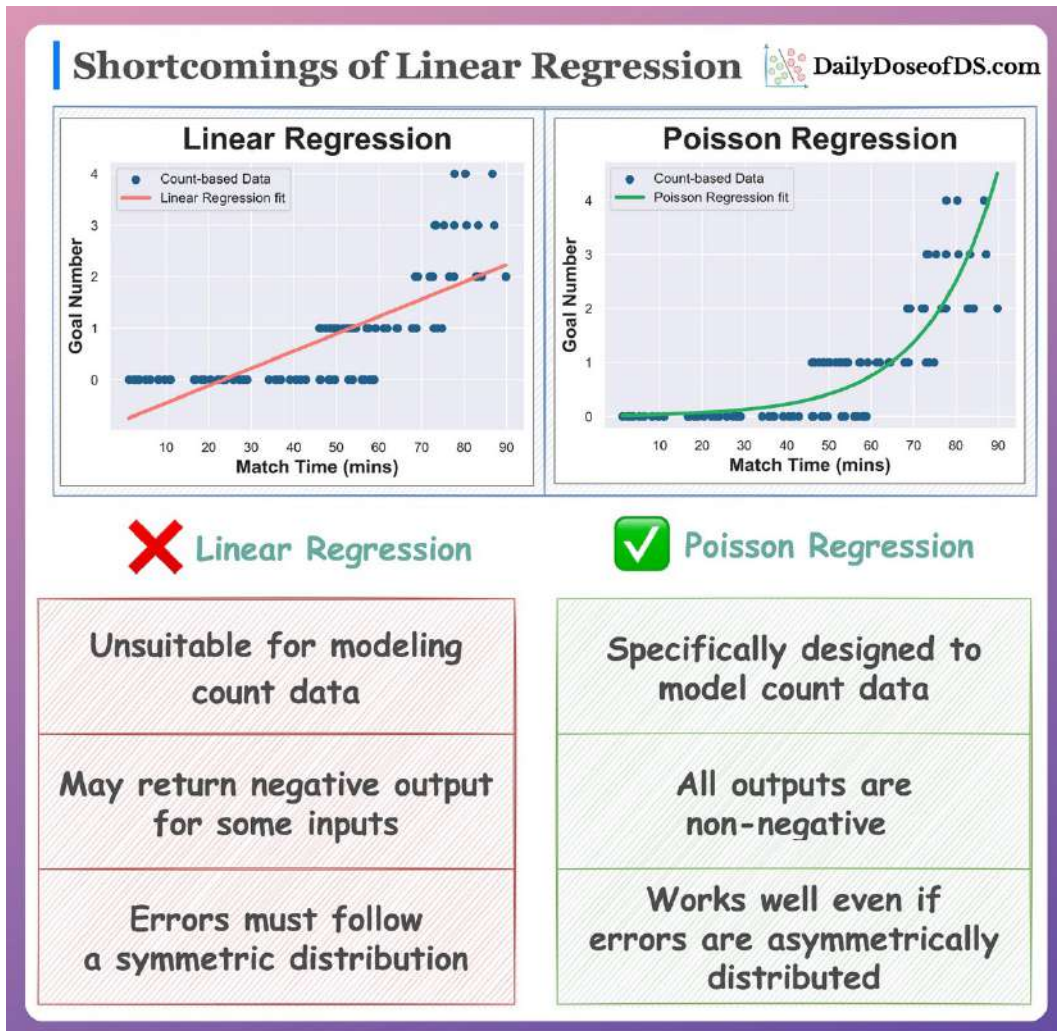 Shortcomings of Linear Regression
DailyDoseofDS.com
Linear Regression
Count-based Data
Linear Regression fit
Goal Number
4
3
2
1
0
10 20 30 40 50 60 70 80 90
Match Time (mins)
Poisson Regression
Count-based Data
Poisson Regression fit
Goal Number
4
3
2
1
0
10 20 30 40 50 60 70 80 90
Match Time (mins)
Linear Regression
Poisson Regression
Unsuitable for modeling
count data
Specifically designed to
model count data
May return negative output
for some inputs
All outputs are
non-negative
Errors must follow
a symmetric distribution
Works well even if
errors are asymmetrically
distributed